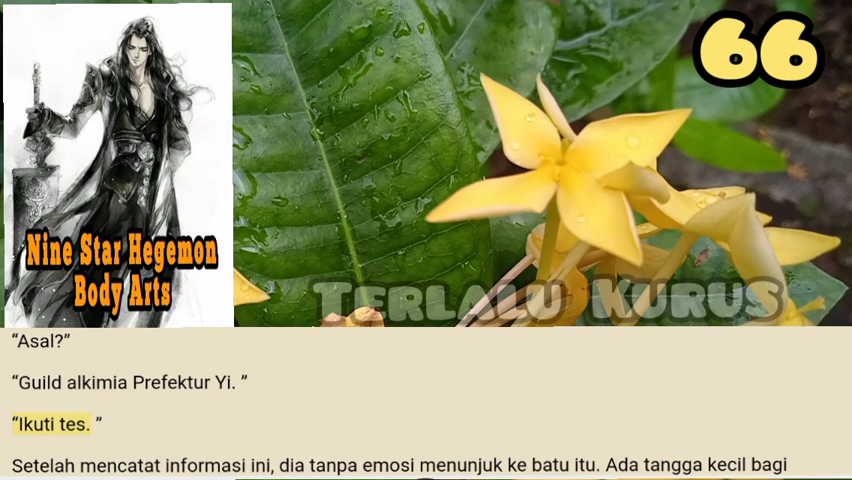 66
Nine Star Hegemon
Body Arts
Terlalu Kurus
“Asal?”
“Guild alkimia Prefektur Yi. ”
“Ikuti tes. ”
Setelah mencatat informasi ini, dia tanpa emosi menunjuk ke batu itu. Ada tangga kecil bagi